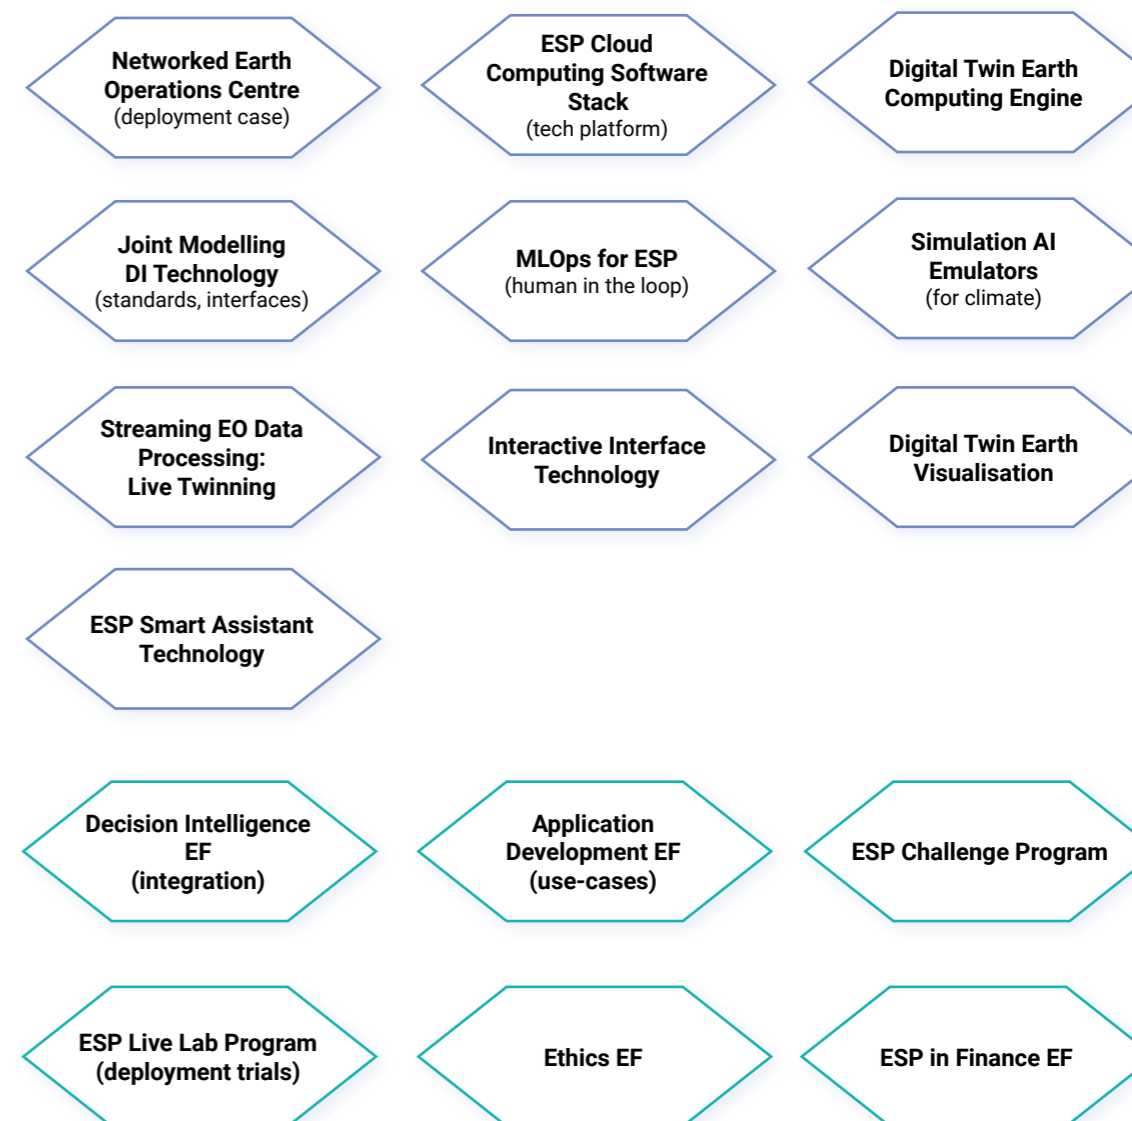 Networked Earth
Operations Centre
(deployment case)
ESP Cloud
Computing Software
Stack
(tech platform)
Digital Twin Earth
Computing Engine
Joint Modelling
DI Technology
(standards, interfaces)
MLOps for ESP
(human in the loop)
Simulation AI
Emulators
(for climate)
Streaming EO Data
Processing:
Live Twinning
Interactive Interface
Technology
Digital Twin Earth
Visualisation
ESP Smart Assistant
Technology
Decision Intelligence
EF
(integration)
Application
Development EF
(use-cases)
ESP Challenge Program
ESP Live Lab Program
(deployment trials)
Ethics EF
ESP in Finance EF